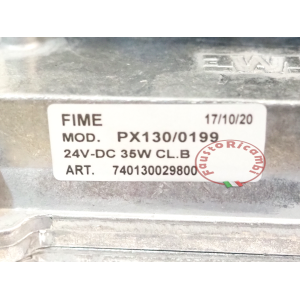 FIME 17/10/20
MOD. PX130/0199
24V-DC 35W CL.B
ART. 740130029800
FaustoRicambi